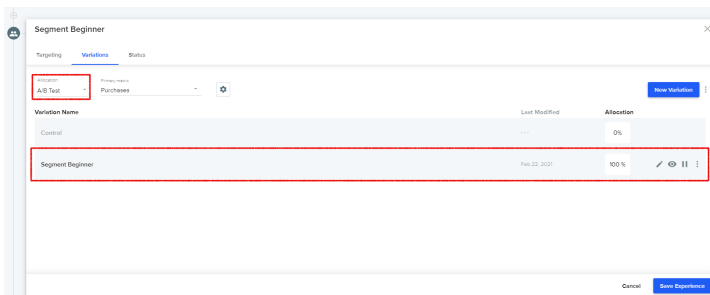 Segment Beginner
Targeting Variations Status
Allocation Primary metric
A/B Test Purchases
New Variation
Variation Name Last Modified Allocation
Control --- 0%
Segment Beginner Feb 22, 2021 100 %
Cancel Save Experience